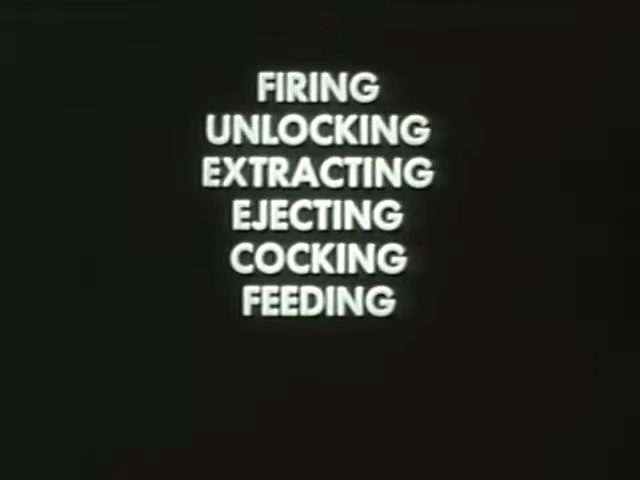 FIRING
UNLOCKING
EXTRACTING
EJECTING
COCKING
FEEDING